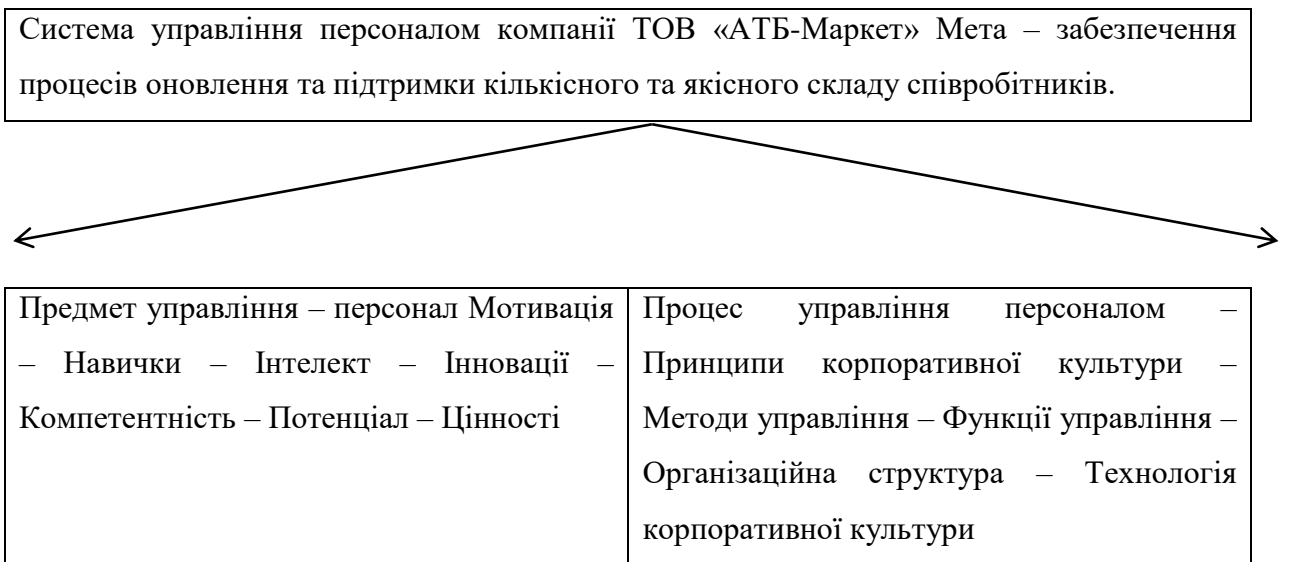 Система управління персоналом компанії ТОВ «АТБ-Маркет» Мета – забезпечення
процесів оновлення та підтримки кількісного та якісного складу співробітників.
Предмет управління – персонал Мотивація
– Навички – Інтелект – Інновації –
Компетентність – Потенціал – Цінності
Процес управління персоналом –
Принципи корпоративної культури –
Методи управління – Функції управління –
Організаційна структура – Технологія
корпоративної культури